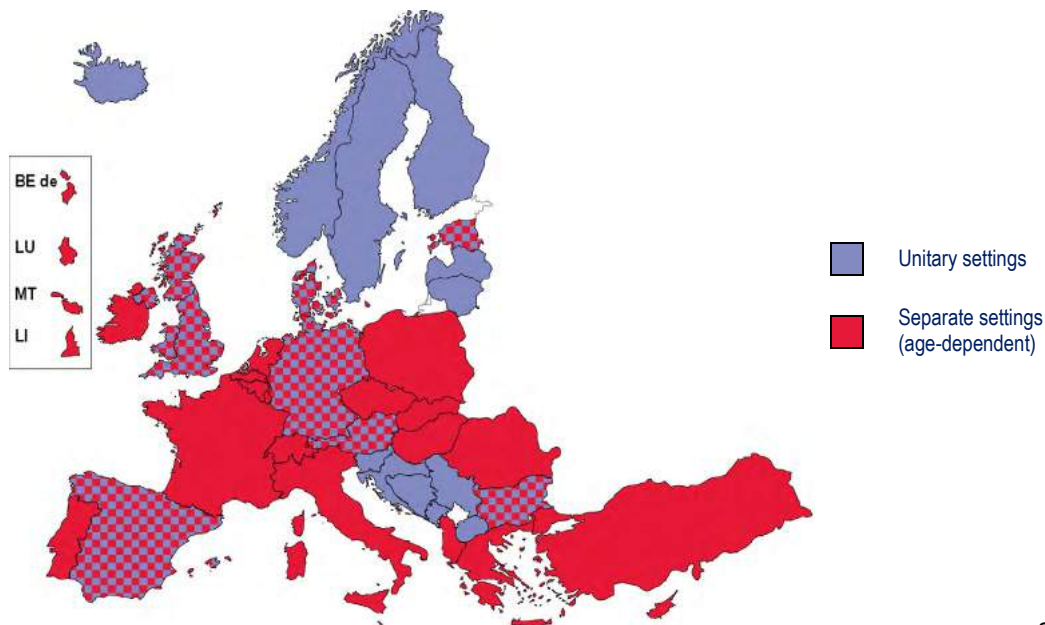 BE de
LU
MT
LI
Unitary settings
Separate settings
(age-dependent)